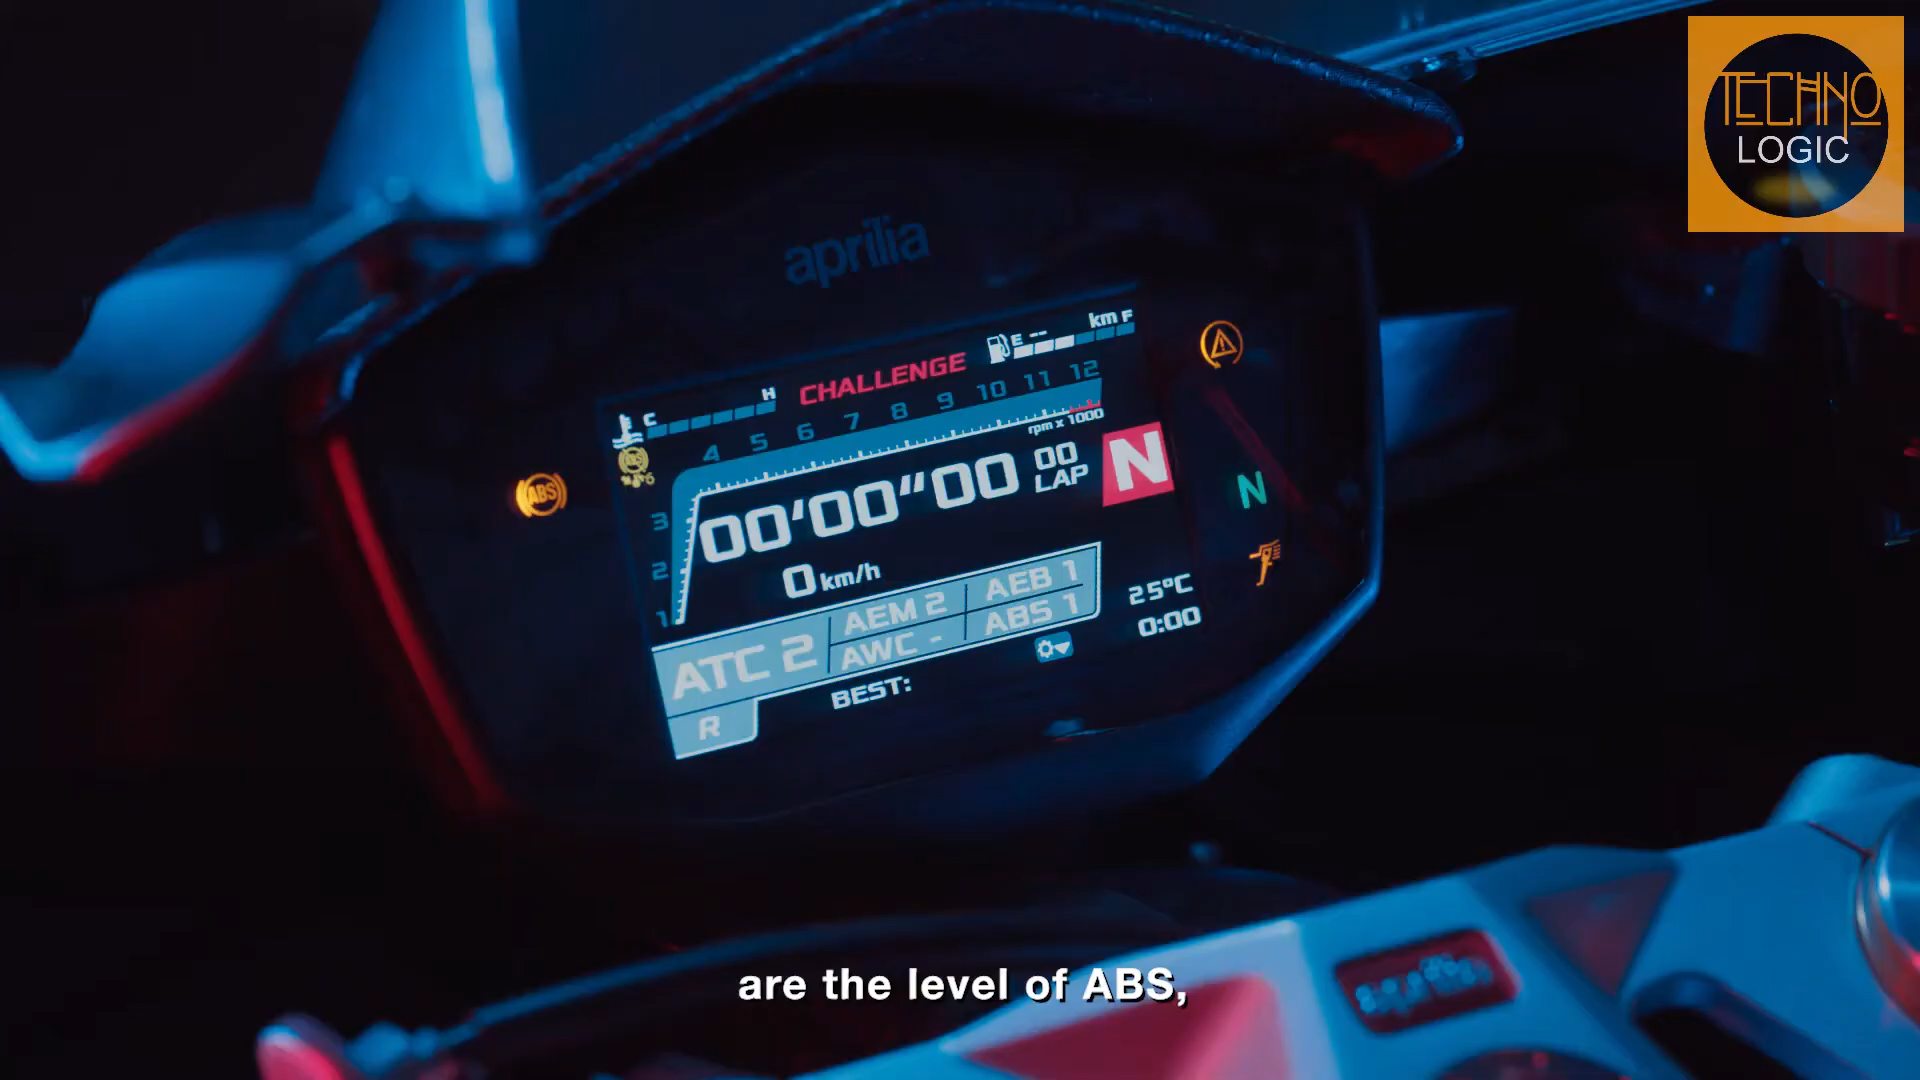 TECHNO
LOGIC
aprilia
E -- km F
C H CHALLENGE
4 5 6 7 8 9 10 11 12
rpm x 1000
ABS
ABS
6
3
2
1
00'00"00 00 LAP N
N
0 km/h
ATC 2 AEM 2 AEB 1
AWC - ABS 1
25°C
0:00
R
BEST:
are the level of ABS,